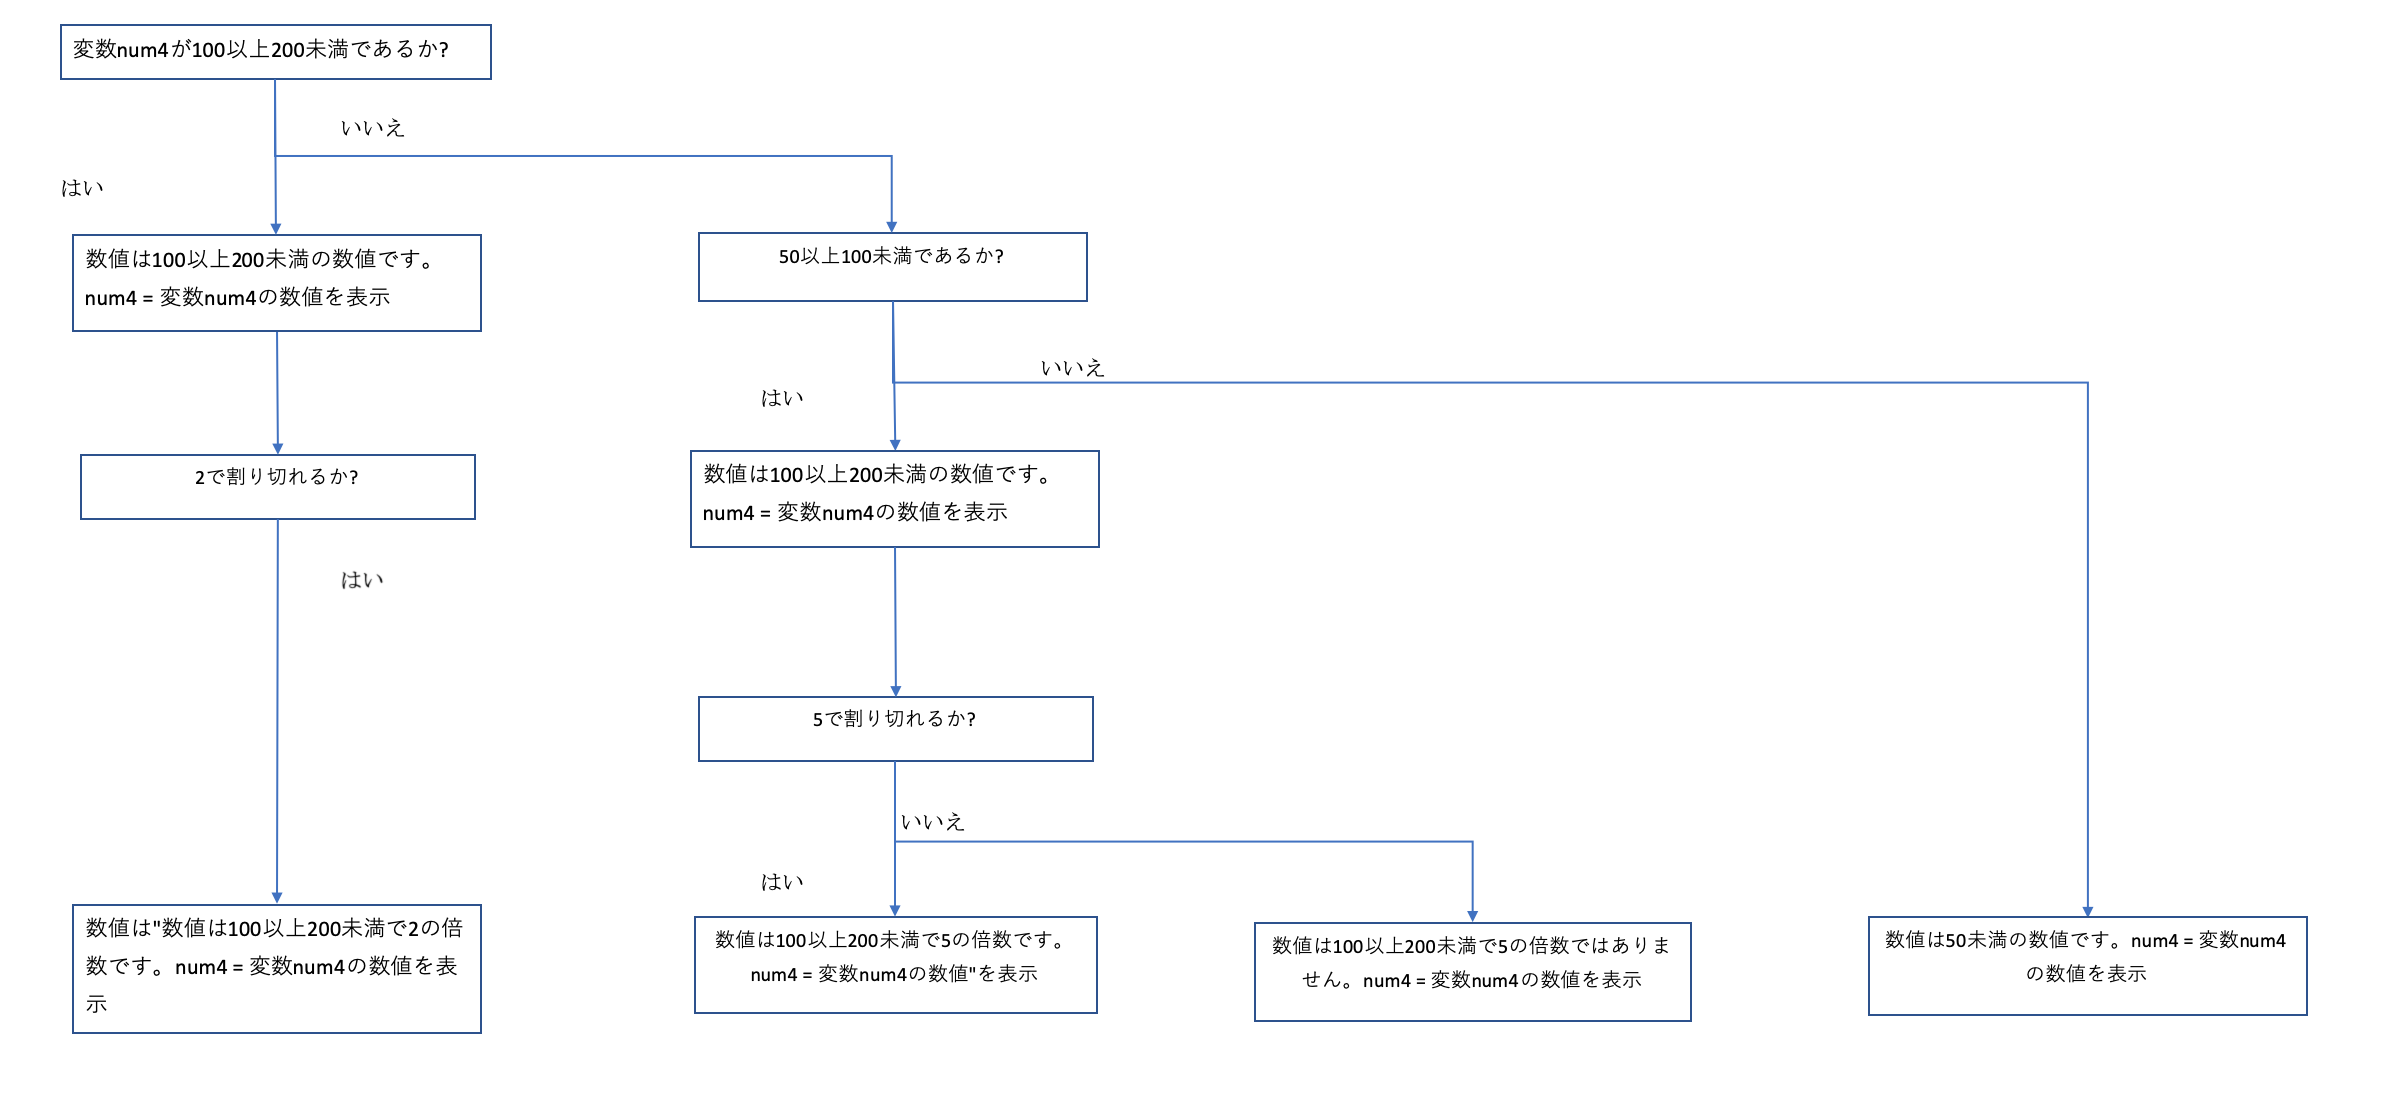 変数num4が100以上200未満であるか?
いいえ
はい
数値は100以上200未満の数値です。
num4 = 変数num4の数値を表示
50以上100未満であるか?
いいえ
はい
2で割り切れるか?
数値は100以上200未満の数値です。
num4 = 変数num4の数値を表示
はい
5で割り切れるか?
いいえ
はい
数値は"数値は100以上200未満で2の倍
数です。num4 = 変数num4の数値を表
示
数値は100以上200未満で5の倍数です。
num4 = 変数num4の数値"を表示
数値は100以上200未満で5の倍数ではありま
せん。num4 = 変数num4の数値を表示
数値は50未満の数値です。num4 = 変数num4
の数値を表示